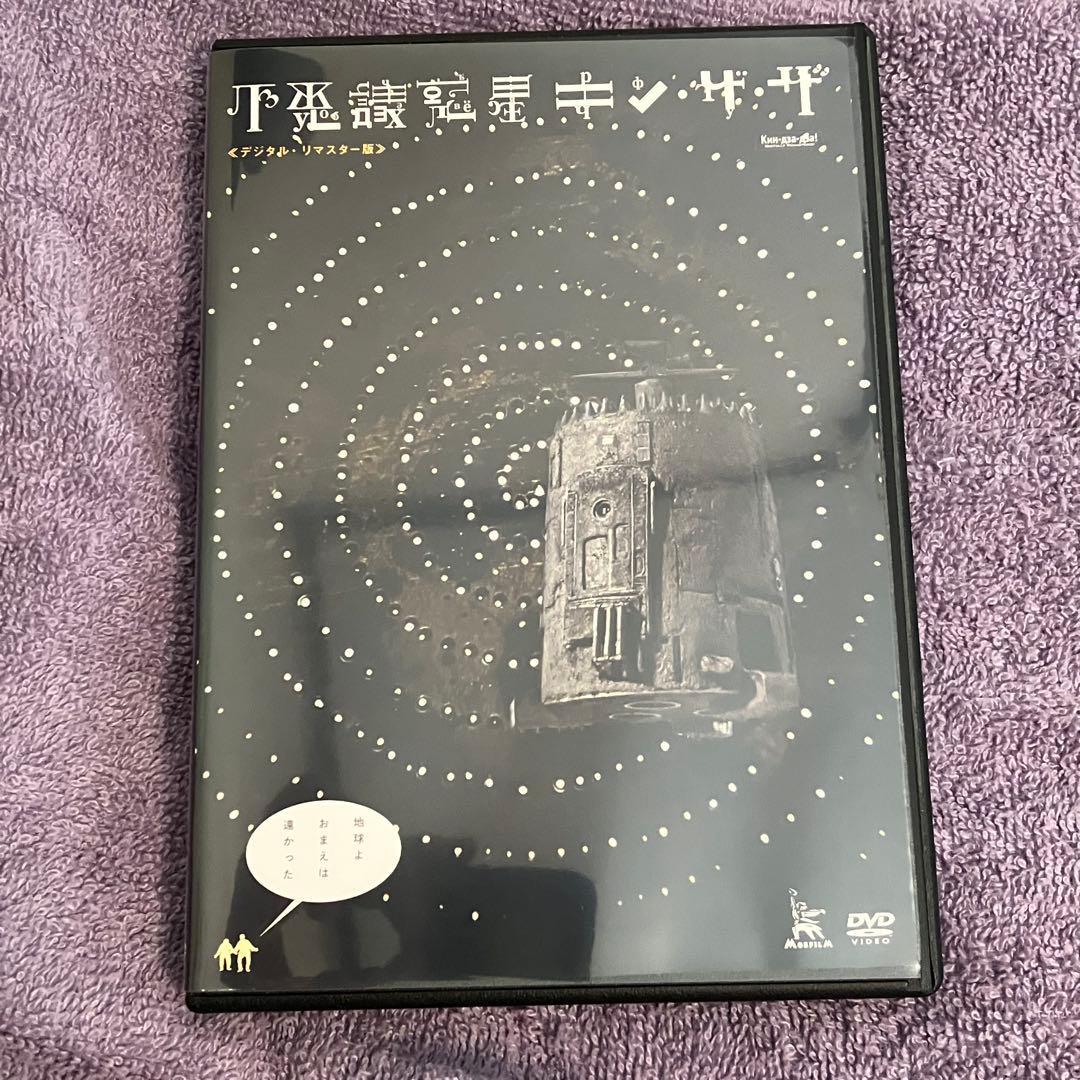 不思議惑星キン・ザ・ザ
≪デジタル・リマスター版≫
Кин-дза-дза!
地球よ
おまえは
遠かった
MOSFILM
DVD
VIDEO